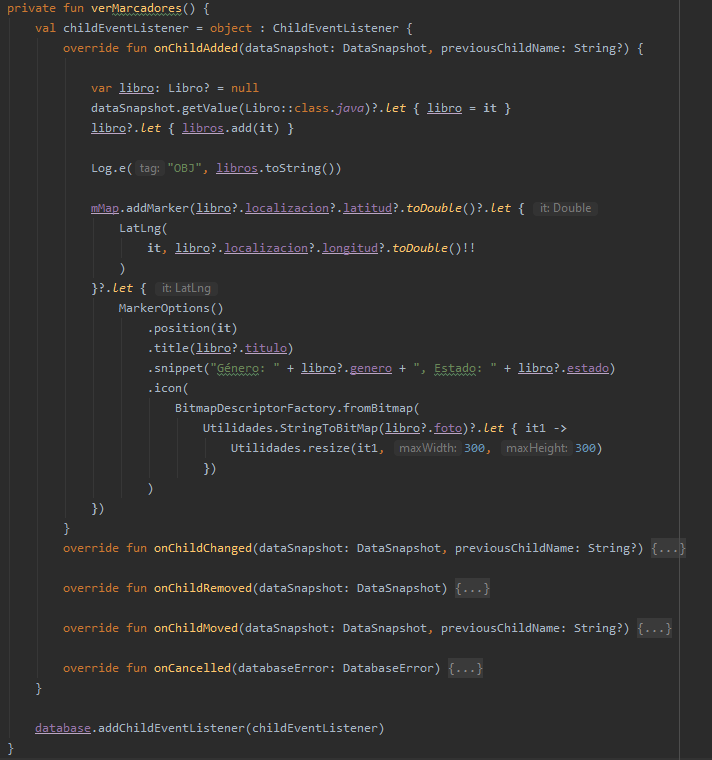 private fun verMarcadores() {
    val childEventListener = object : ChildEventListener {
        override fun onChildAdded(dataSnapshot: DataSnapshot, previousChildName: String?) {

            var libro: Libro? = null
            dataSnapshot.getValue(Libro::class.java)?.let { libro = it }
            libro?.let { libros.add(it) }

            Log.e( tag: "OBJ", libros.toString())

            mMap.addMarker(libro?.localizacion?.latitud?.toDouble()?.let { it: Double
                LatLng(
                    it, libro?.localizacion?.longitud?.toDouble()!!
                )
            }?.let { it: LatLng
                MarkerOptions()
                    .position(it)
                    .title(libro?.titulo)
                    .snippet("Género: " + libro?.genero + ", Estado: " + libro?.estado)
                    .icon(
                        BitmapDescriptorFactory.fromBitmap(
                            Utilidades.StringToBitMap(libro?.foto)?.let { it1 ->
                                Utilidades.resize(it1, maxWidth: 300, maxHeight: 300)
                            })
                    )
            })
        }
        override fun onChildChanged(dataSnapshot: DataSnapshot, previousChildName: String?) {...}

        override fun onChildRemoved(dataSnapshot: DataSnapshot) {...}

        override fun onChildMoved(dataSnapshot: DataSnapshot, previousChildName: String?) {...}

        override fun onCancelled(databaseError: DatabaseError) {...}
    }

    database.addChildEventListener(childEventListener)
}